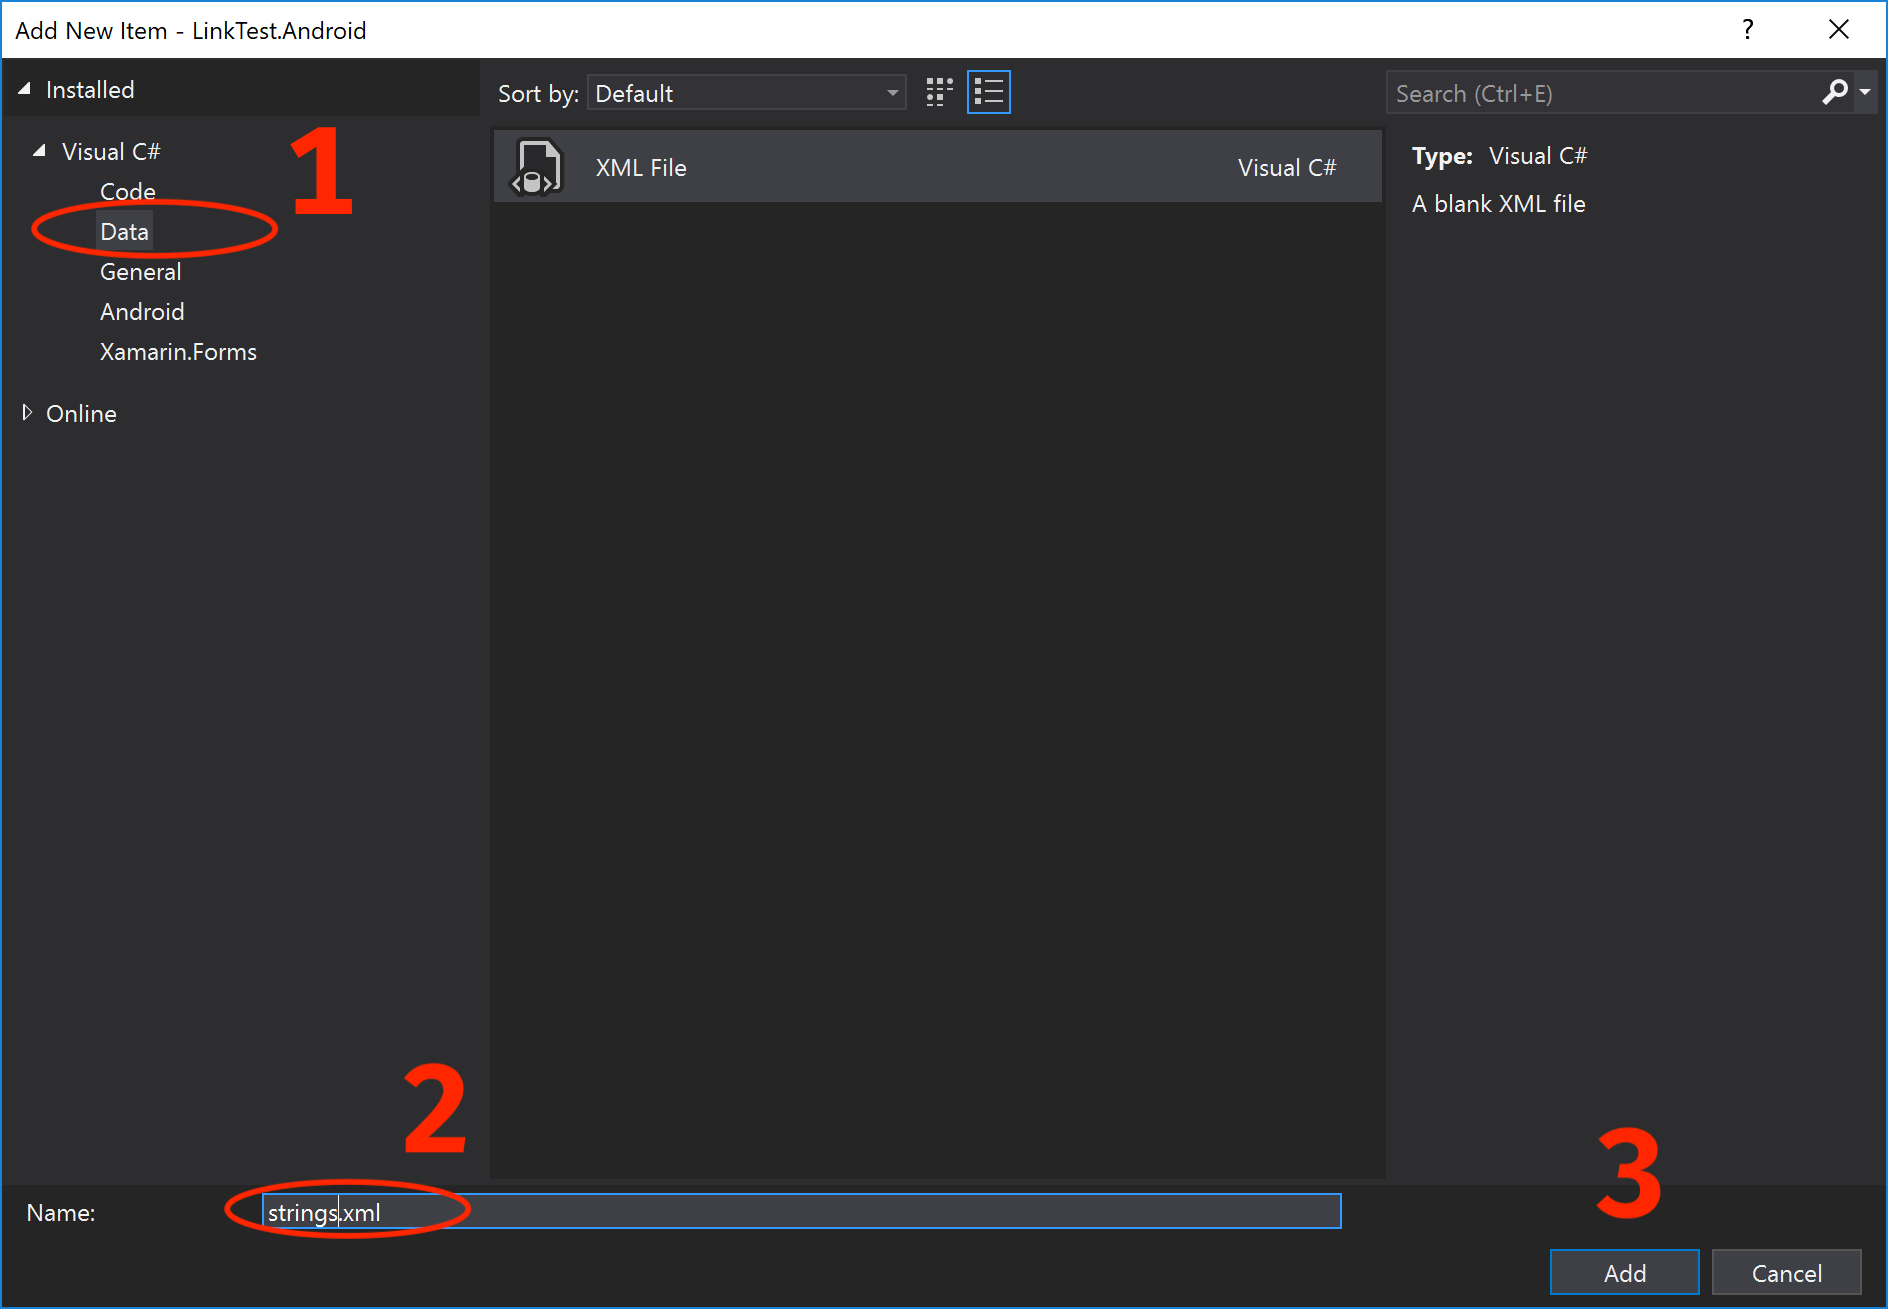 Add New Item - LinkTest.Android
?
Installed
Sort by: Default
Search (Ctrl+E)
Visual C#
1
Code
Data
General
Android
Xamarin.Forms
Online
XML File Visual C#
Type: Visual C#
A blank XML file
2
3
Name: strings.xml
Add Cancel